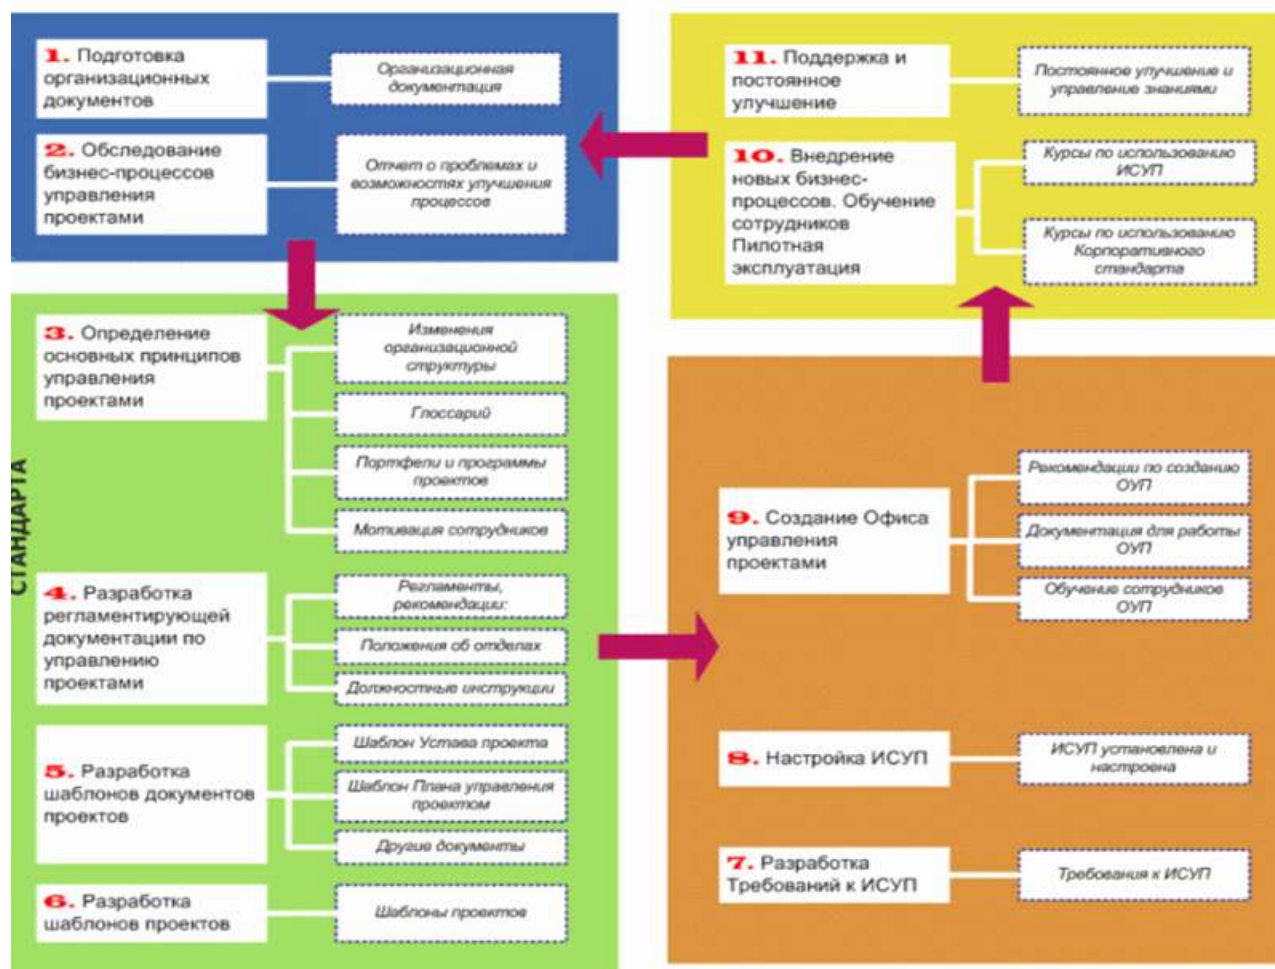 1. Подготовка
организационных
документов
Организационная
документация
2. Обследование
бизнес-процессов
управления
проектами
Отчет о проблемах и
возможностях улучшения
процессов
СТАНДАРТА
3. Определение
основных принципов
управления
проектами
Изменения
организационной
структуры
Глоссарий
Портфели и программы
проектов
Мотивация сотрудников
4. Разработка
регламентирующей
документации по
управлению
проектами
Регламенты,
рекомендации:
Положения об отделах
Должностные инструкции
5. Разработка
шаблонов документов
проектов
Шаблон Устава проекта
Шаблон Плана управления
проектом
Другие документы
6. Разработка
шаблонов проектов
Шаблоны проектов
11. Поддержка и
постоянное
улучшение
Постоянное улучшение и
управление знаниями
10. Внедрение
новых бизнес-
процессов. Обучение
сотрудников
Пилотная
эксплуатация
Курсы по использованию
ИСУП
Курсы по использованию
Корпоративного
стандарта
9. Создание Офиса
управления
проектами
Рекомендации по созданию
ОУП
Документация для работы
ОУП
Обучение сотрудников
ОУП
8. Настройка ИСУП
ИСУП установлена и
настроена
7. Разработка
Требований к ИСУП
Требования к ИСУП